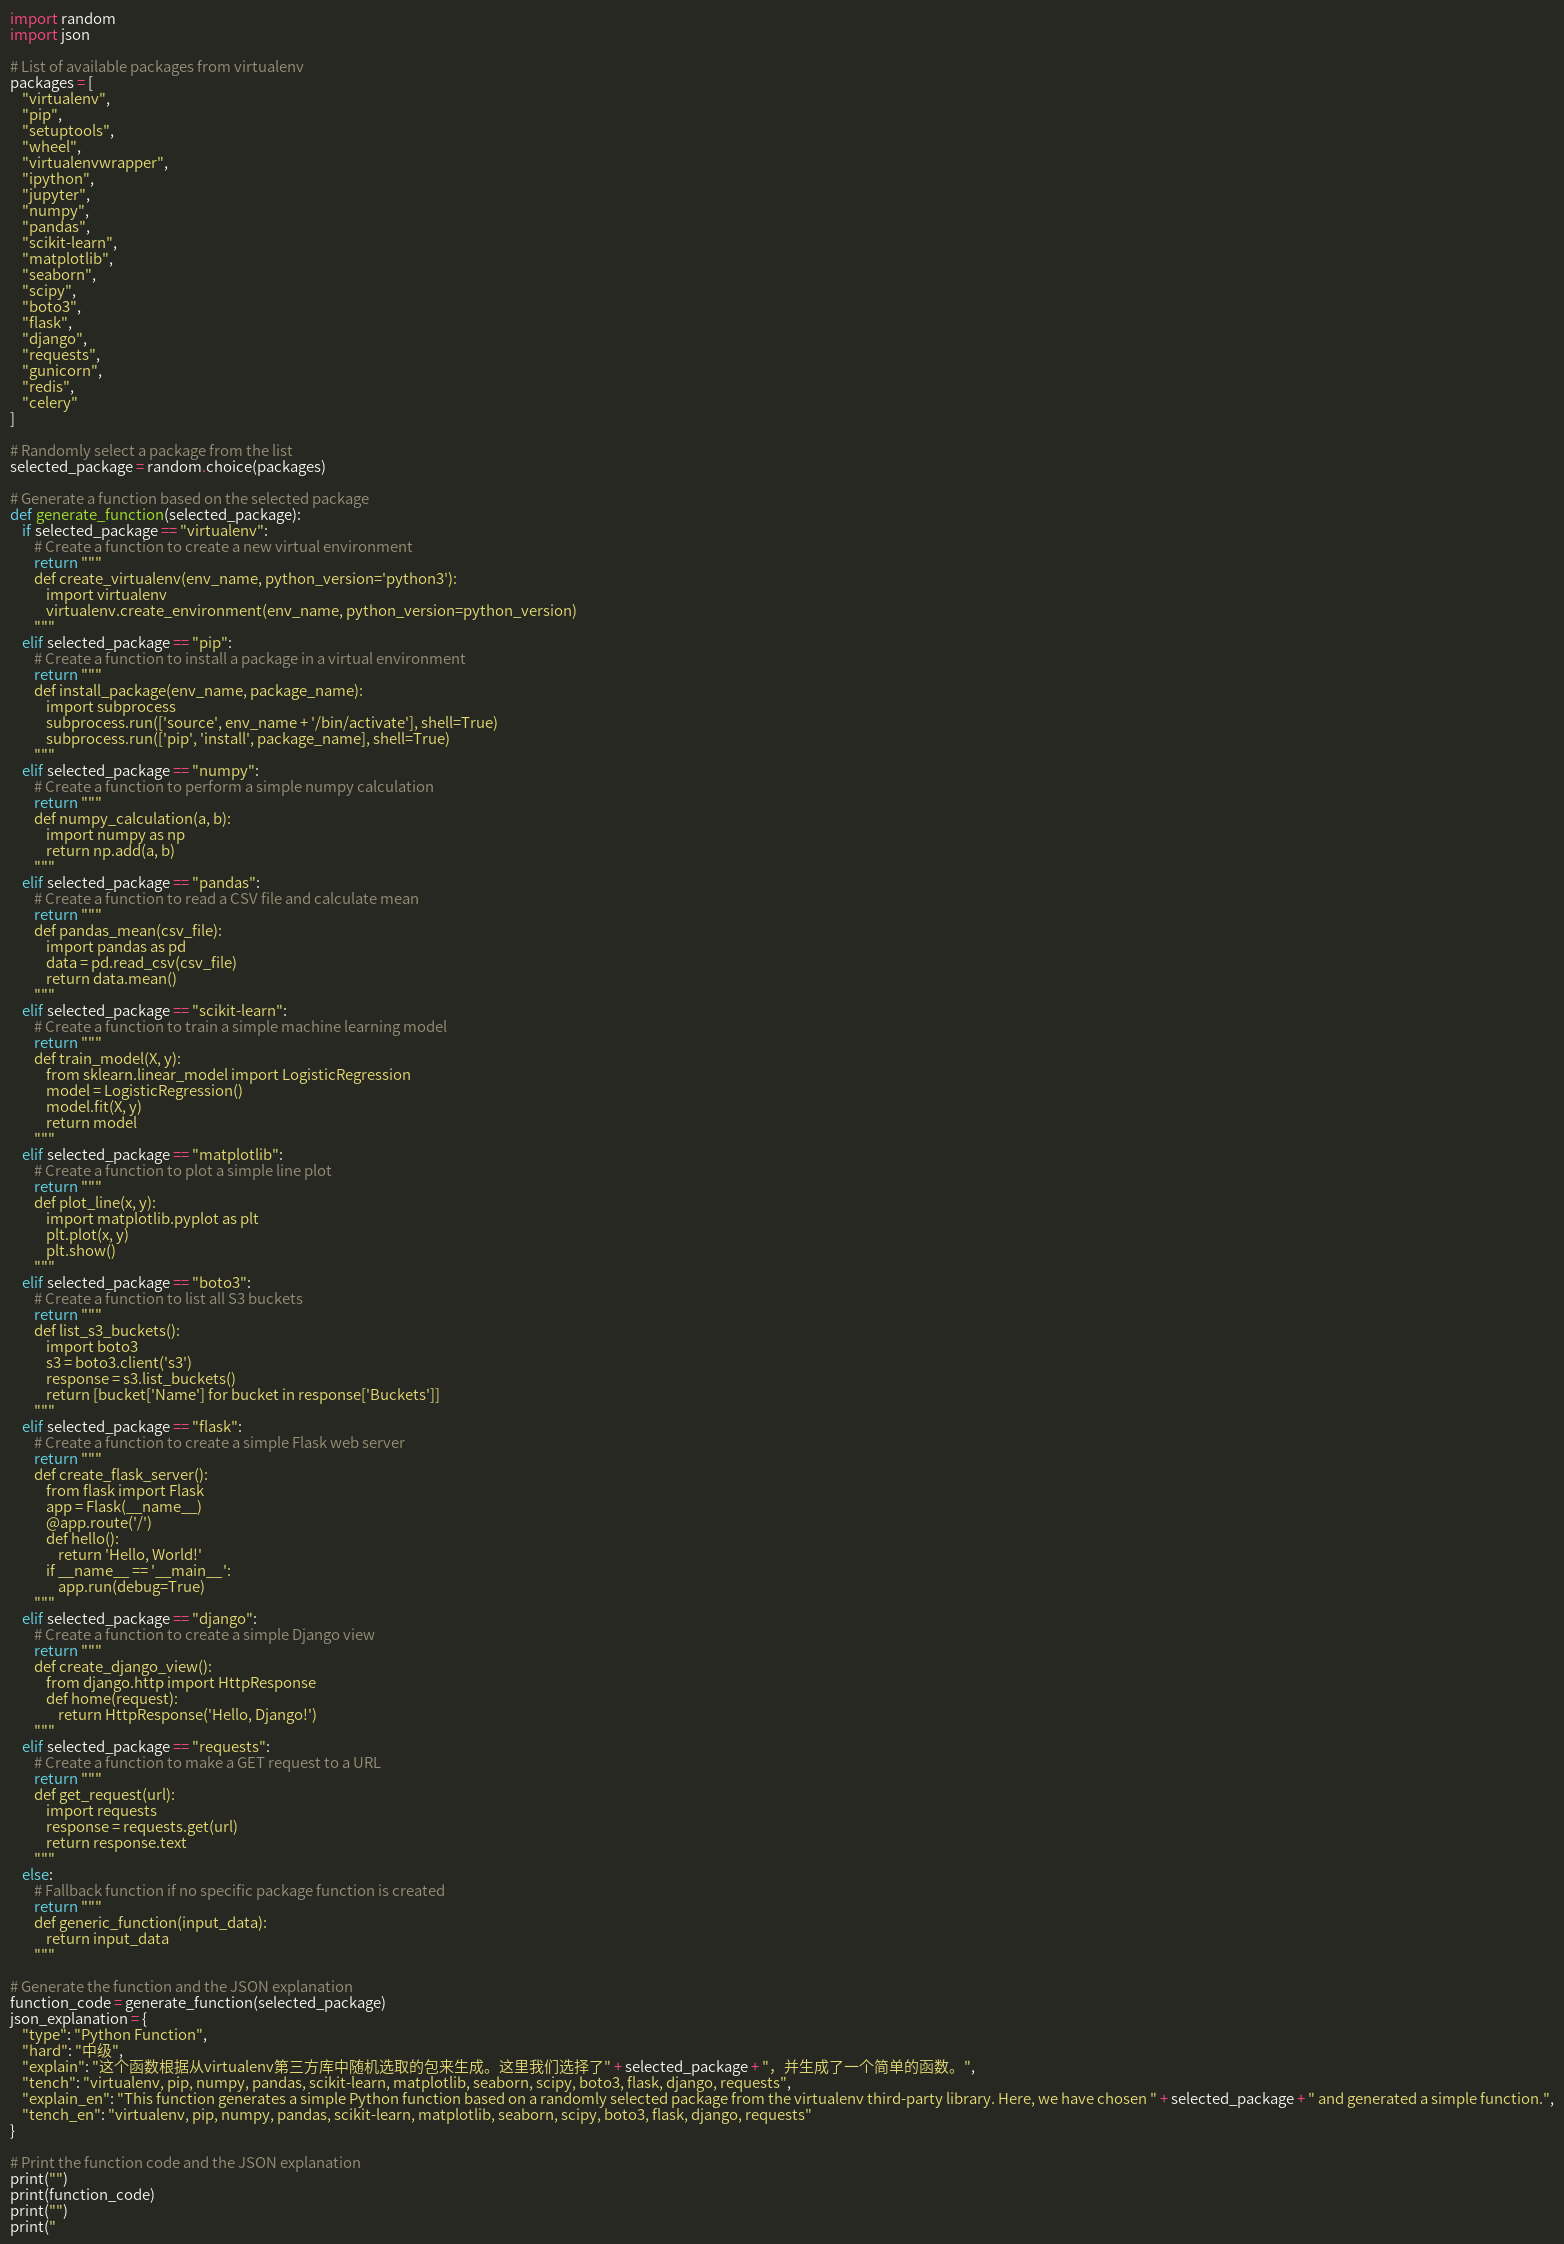 import random
import json
# List of available packages from virtualenv
packages = [
"virtualenv",
"pip",
"setuptools",
"wheel",
"virtualenvwrapper",
"ipython",
"jupyter",
"numpy",
"pandas",
"scikit-learn",
"matplotlib",
"seaborn",
"scipy",
"boto3",
"flask",
"django",
"requests",
"gunicorn",
"redis",
"celery"
]
# Randomly select a package from the list
selected_package = random.choice(packages)
# Generate a function based on the selected package
def generate_function(selected_package):
if selected_package == "virtualenv":
# Create a function to create a new virtual environment
return """
def create_virtualenv(env_name, python_version='python3'):
import virtualenv
virtualenv.create_environment(env_name, python_version=python_version)
"""
elif selected_package == "pip":
# Create a function to install a package in a virtual environment
return """
def install_package(env_name, package_name):
import subprocess
subprocess.run(['source', env_name + '/bin/activate'], shell=True)
subprocess.run(['pip', 'install', package_name], shell=True)
"""
elif selected_package == "numpy":
# Create a function to perform a simple numpy calculation
return """
def numpy_calculation(a, b):
import numpy as np
return np.add(a, b)
"""
elif selected_package == "pandas":
# Create a function to read a CSV file and calculate mean
return """
def pandas_mean(csv_file):
import pandas as pd
data = pd.read_csv(csv_file)
return data.mean()
"""
elif selected_package == "scikit-learn":
# Create a function to train a simple machine learning model
return """
def train_model(X, y):
from sklearn.linear_model import LogisticRegression
model = LogisticRegression()
model.fit(X, y)
return model
"""
elif selected_package == "matplotlib":
# Create a function to plot a simple line plot
return """
def plot_line(x, y):
import matplotlib.pyplot as plt
plt.plot(x, y)
plt.show()
"""
elif selected_package == "boto3":
# Create a function to list all S3 buckets
return """
def list_s3_buckets():
import boto3
s3 = boto3.client('s3')
response = s3.list_buckets()
return [bucket['Name'] for bucket in response['Buckets']]
"""
elif selected_package == "flask":
# Create a function to create a simple Flask web server
return """
def create_flask_server():
from flask import Flask
app = Flask(__name__)
@app.route('/')
def hello():
return 'Hello, World!'
if __name__ == '__main__':
app.run(debug=True)
"""
elif selected_package == "django":
# Create a function to create a simple Django view
return """
def create_django_view():
from django.http import HttpResponse
def home(request):
return HttpResponse('Hello, Django!')
"""
elif selected_package == "requests":
# Create a function to make a GET request to a URL
return """
def get_request(url):
import requests
response = requests.get(url)
return response.text
"""
else:
# Fallback function if no specific package function is created
return """
def generic_function(input_data):
return input_data
"""
# Generate the function and the JSON explanation
function_code = generate_function(selected_package)
json_explanation = {
"type": "Python Function",
"hard": "中级",
"explain": "这个函数根据从virtualenv第三方库中随机选取的包来生成。这里我们选择了" + selected_package + "，并生成了一个简单的函数。",
"tench": "virtualenv, pip, numpy, pandas, scikit-learn, matplotlib, seaborn, scipy, boto3, flask, django, requests",
"explain_en": "This function generates a simple Python function based on a randomly selected package from the virtualenv third-party library. Here, we have chosen " + selected_package + " and generated a simple function.",
"tench_en": "virtualenv, pip, numpy, pandas, scikit-learn, matplotlib, seaborn, scipy, boto3, flask, django, requests"
}
# Print the function code and the JSON explanation
print("")
print(function_code)
print("")
print("